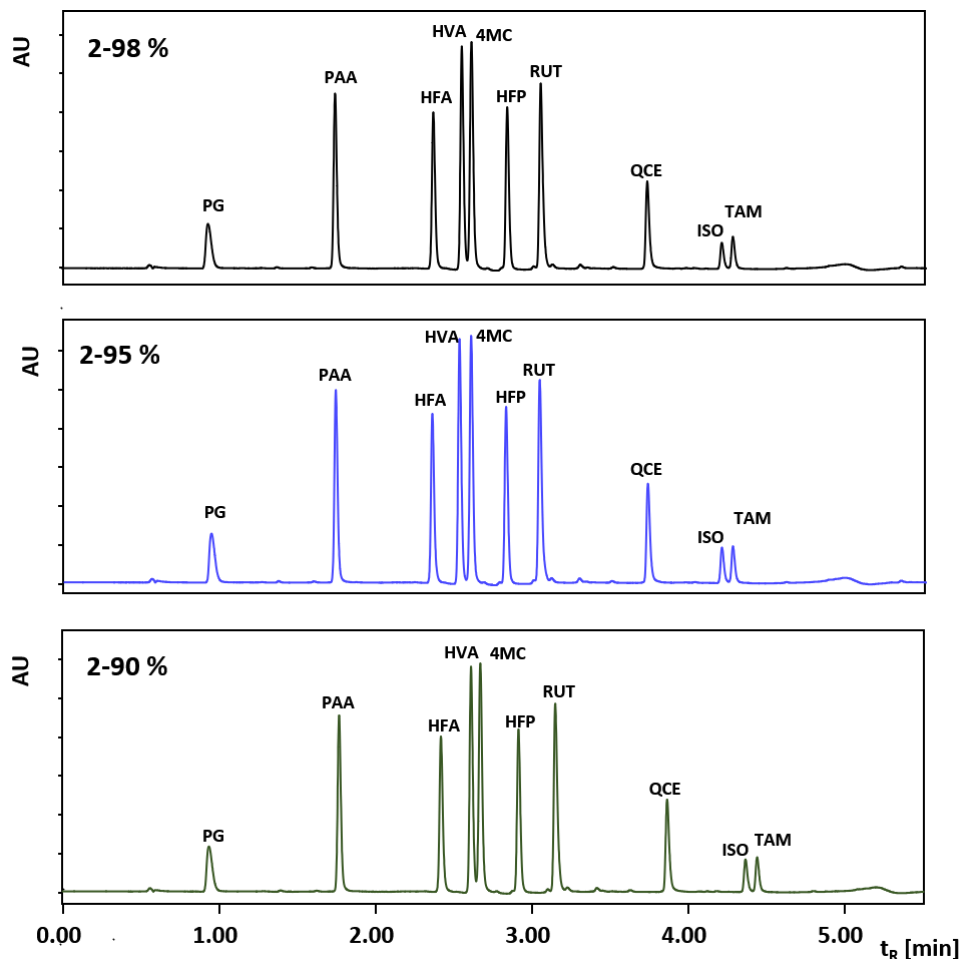 2-98 %
AU
PG
PAA
HFA
HVA
4MC
HFP
RUT
QCE
ISO
TAM
2-95 %
AU
PG
PAA
HFA
HVA
4MC
HFP
RUT
QCE
ISO
TAM
2-90 %
AU
PG
PAA
HFA
HVA
4MC
HFP
RUT
QCE
ISO
TAM
0.00 1.00 2.00 3.00 4.00 5.00
tR [min]